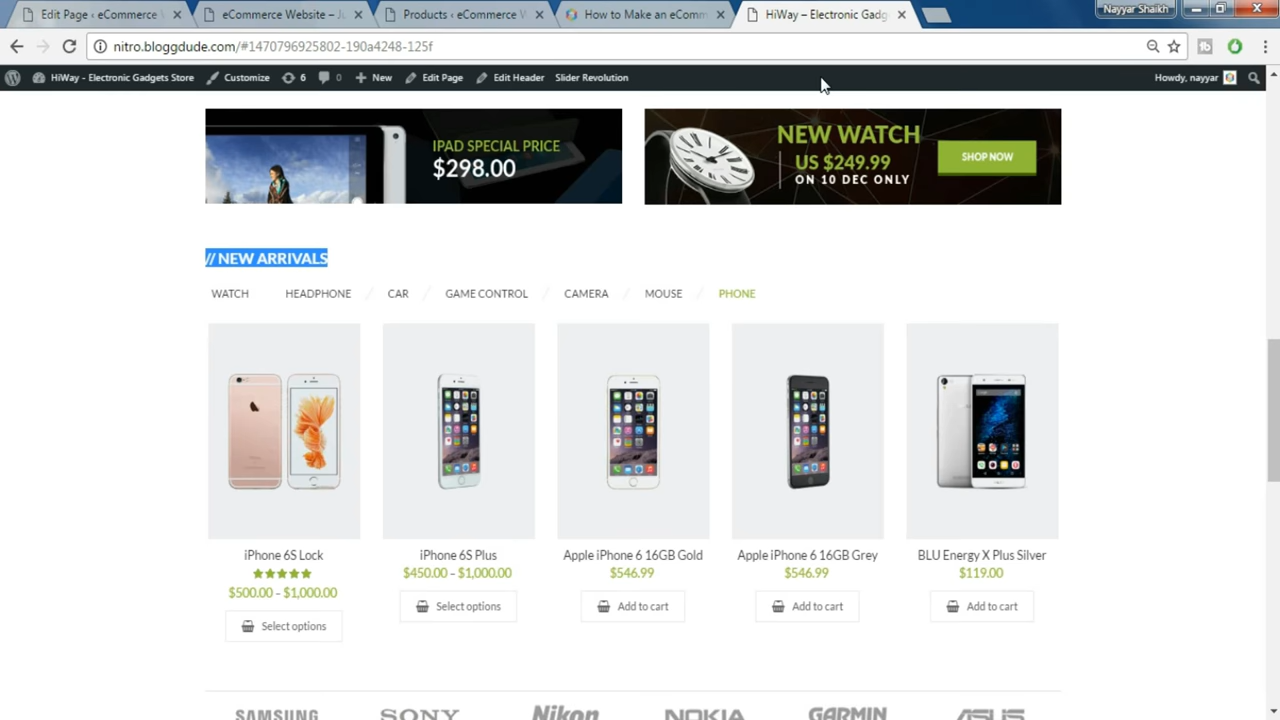 Edit Page ‹ eCommerce
eCommerce Website – Ju
Products ‹ eCommerce W
How to Make an eComm
HiWay – Electronic Gadg
Nayyar Shaikh
nitro.bloggdude.com/#1470796925802-190a4248-125f
HiWay - Electronic Gadgets Store
Customize
6
0
New
Edit Page
Edit Header
Slider Revolution
Howdy, nayyar
IPAD SPECIAL PRICE
$298.00
NEW WATCH
US $249.99
ON 10 DEC ONLY
SHOP NOW
// NEW ARRIVALS
WATCH
HEADPHONE
CAR
GAME CONTROL
CAMERA
MOUSE
PHONE
iPhone 6S Lock
$500.00 - $1,000.00
Select options
iPhone 6S Plus
$450.00 - $1,000.00
Select options
Apple iPhone 6 16GB Gold
$546.99
Add to cart
Apple iPhone 6 16GB Grey
$546.99
Add to cart
BLU Energy X Plus Silver
$119.00
Add to cart
SAMSUNG
SONY
Nikon
NOKIA
GARMIN
ASUS